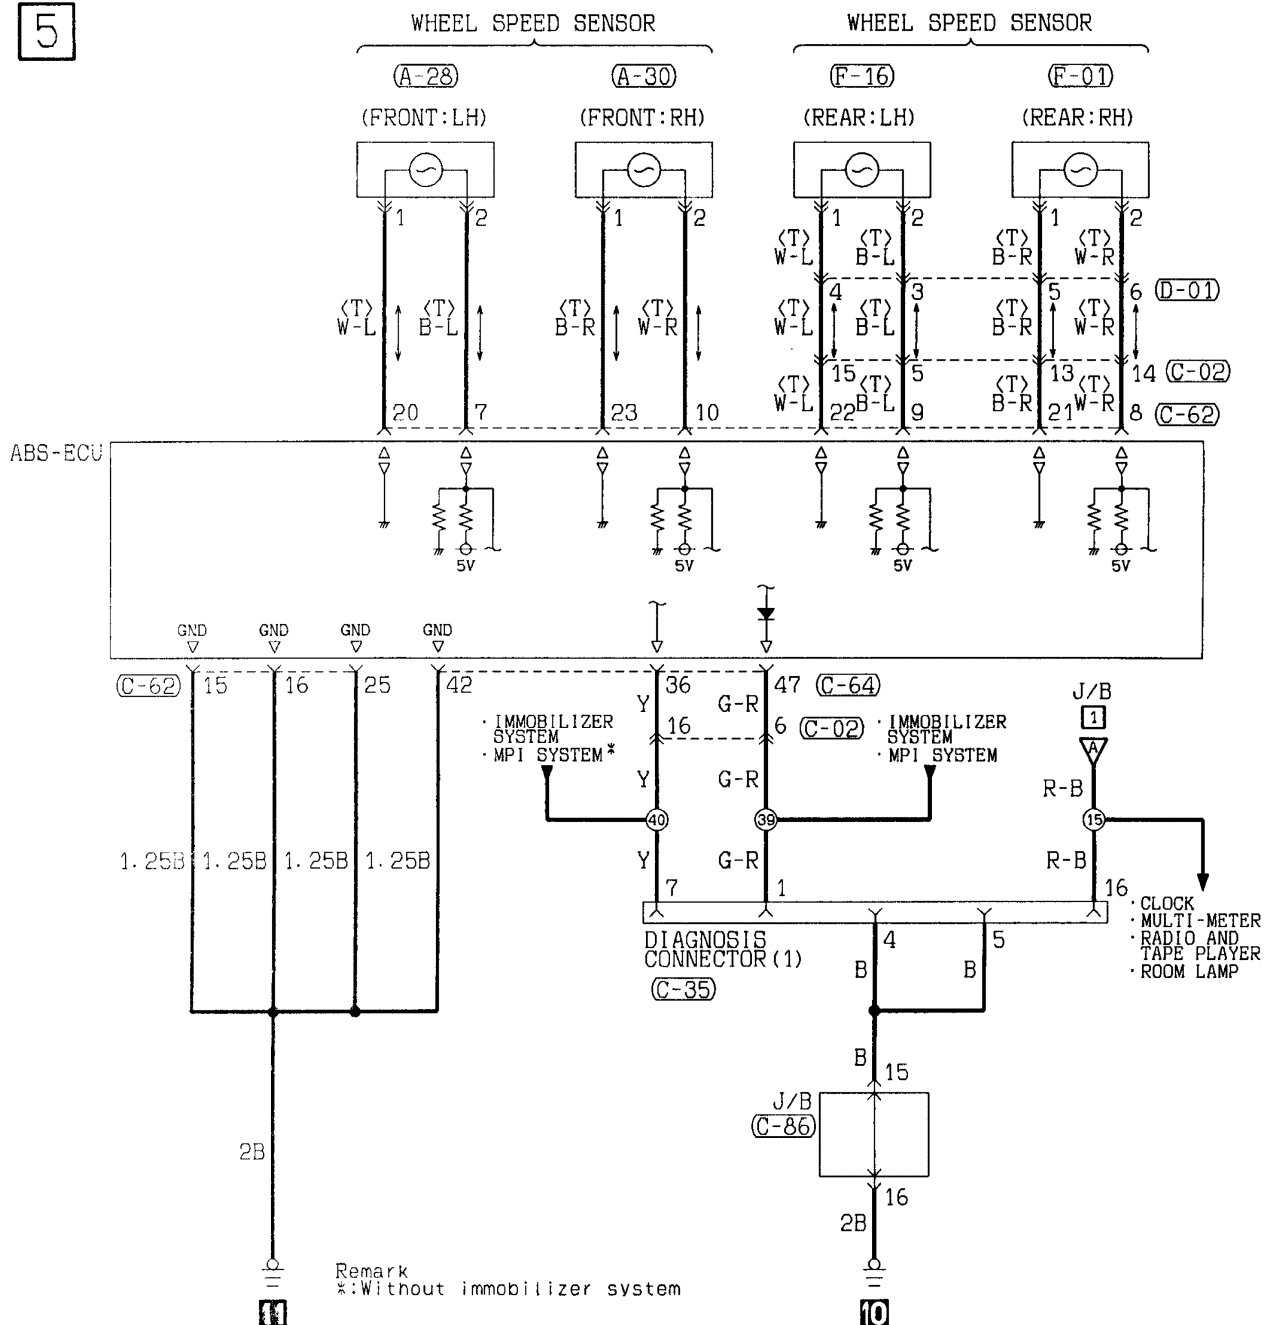 5
WHEEL SPEED SENSOR WHEEL SPEED SENSOR
A-28 A-30 F-16 F-01
(FRONT:LH) (FRONT:RH) (REAR:LH) (REAR:RH)
1 2 1 2 1 2 1 2
<T> <T> <T> <T>
W-L B-L B-R W-R
4 3 5 6 D-01
<T> <T> <T> <T> <T> <T> <T> <T>
W-L B-L B-R W-R W-L B-L B-R W-R
15 5 13 14 C-02
<T> <T> <T> <T>
W-L B-L B-R W-R
20 7 23 10 22 9 21 8 C-62
ABS-ECU
5V 5V 5V 5V
GND GND GND GND
C-62 15 16 25 42 36 47 C-64
Y G-R
J/B
1
A
16 6 C-02
· IMMOBILIZER
SYSTEM
· MPI SYSTEM*
· IMMOBILIZER
SYSTEM
· MPI SYSTEM
Y G-R R-B
40 39 15
1.25B 1.25B 1.25B 1.25B Y G-R R-B
7 1 16
· CLOCK
· MULTI-METER
· RADIO AND
TAPE PLAYER
· ROOM LAMP
DIAGNOSIS
CONNECTOR(1)
C-35
4 5
B B
B
15
J/B
C-86
2B
16
2B
Remark
*:Without immobilizer system
11 10